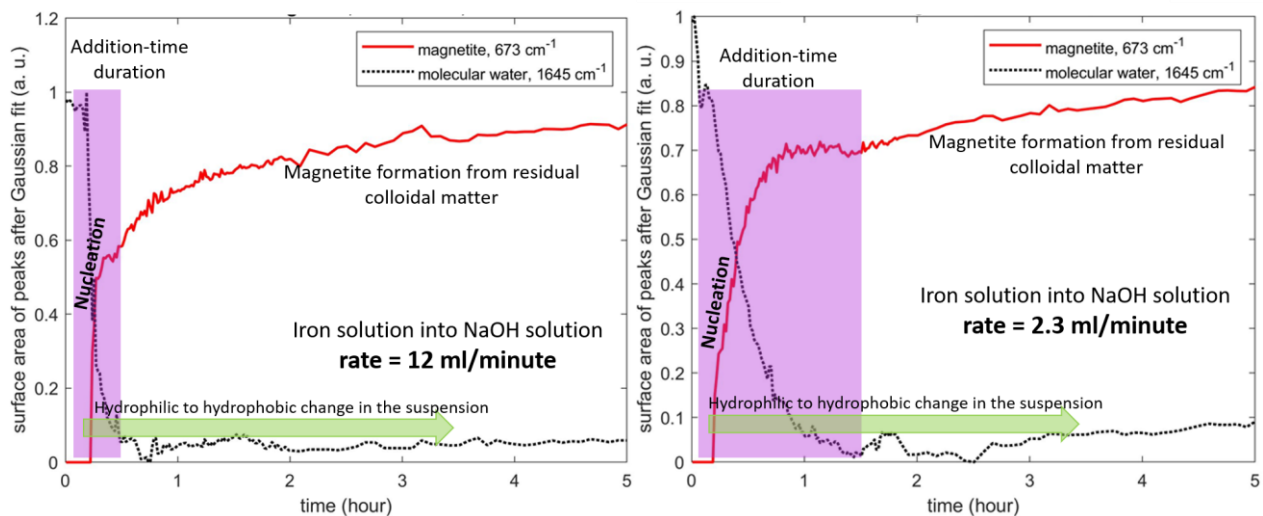 1.2
1
0.8
0.6
0.4
0.2
0
0
1
2
3
4
5
surface area of peaks after Gaussian fit (a. u.)
time (hour)
Addition-time
duration
magnetite, 673 cm-1
molecular water, 1645 cm-1
Nucleation
Magnetite formation from residual
colloidal matter
Iron solution into NaOH solution
rate = 12 ml/minute
Hydrophilic to hydrophobic change in the suspension
1
0.9
0.8
0.7
0.6
0.5
0.4
0.3
0.2
0.1
0
0
1
2
3
4
5
surface area of peaks after Gaussian fit (a. u.)
time (hour)
Addition-time
duration
magnetite, 673 cm-1
molecular water, 1645 cm-1
Nucleation
Magnetite formation from residual
colloidal matter
Iron solution into NaOH solution
rate = 2.3 ml/minute
Hydrophilic to hydrophobic change in the suspension